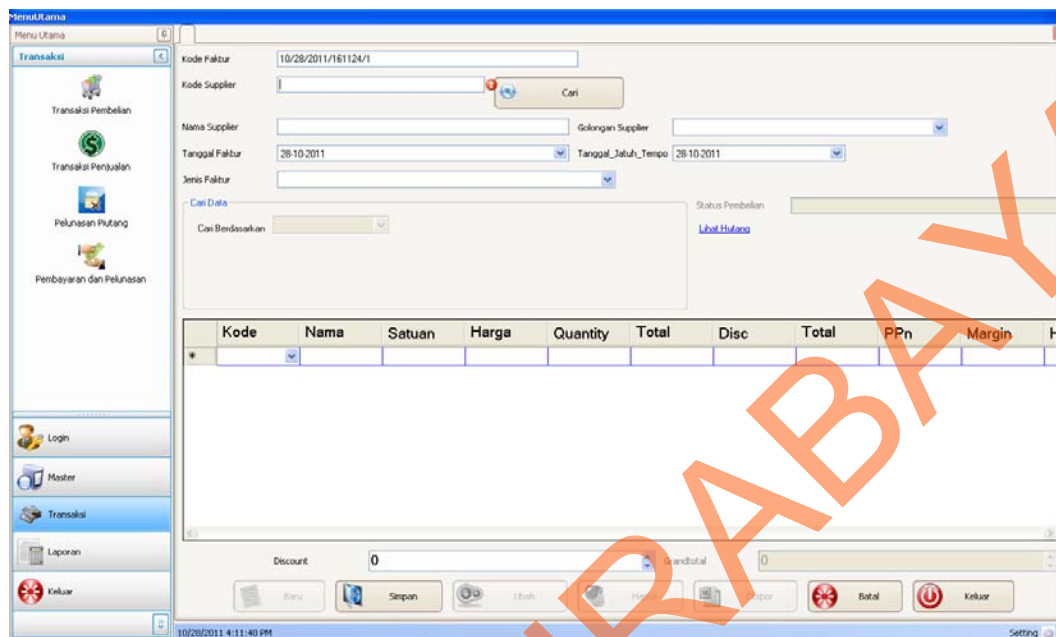 MenuUtama
Menu Utama
Transaksi
Transaksi Pembelian
Transaksi Penjualan
Pelunasan Piutang
Pembayaran dan Pelunasan
Login
Master
Transaksi
Laporan
Keluar
Kode Faktur 10/28/2011/161124/1
Kode Supplier Cari
Nama Supplier Golongan Supplier
Tanggal Faktur 28-10-2011 Tanggal_Jatuh_Tempo 28-10-2011
Jenis Faktur
Cari Data Status Pembelian
Cari Berdasarkan Lihat Hutang
Kode Nama Satuan Harga Quantity Total Disc Total PPn Margin H
*
Discount 0 Grandtotal 0
Baru Simpan Ubah Hapus Ekspor Batal Keluar
10/28/2011 4:11:48 PM Setting
RABAYA